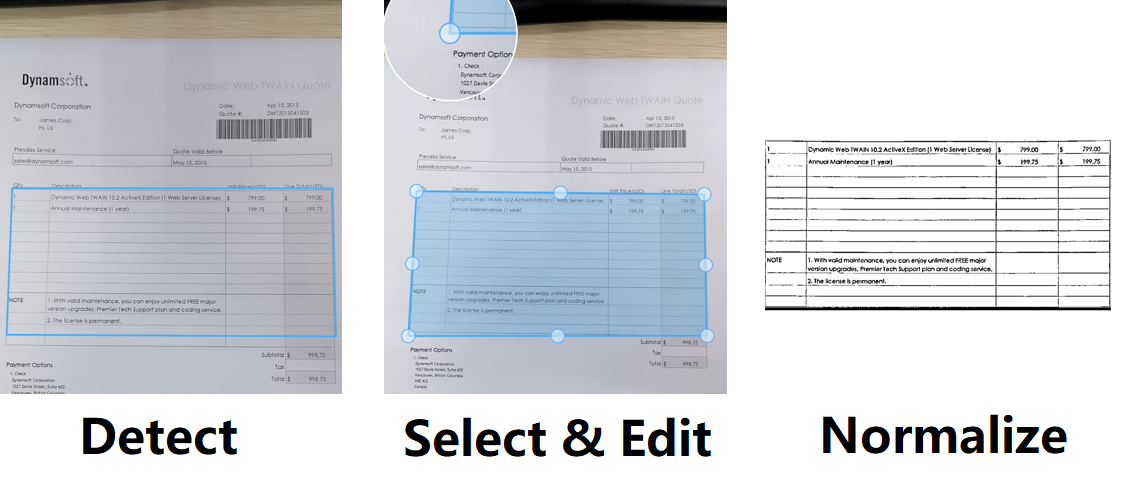 Dynamsoft
Dynamic Web TWAIN Quote
Dynamsoft Corporation
Date: Apr 15, 2015
Quote #: DWT2015041503
To: James Corp.
HI, US
Presales Service Quote Valid Before
sales@dynamsoft.com May 15, 2015
Qty Description List Price(USD) Line Total(USD)
1 Dynamic Web TWAIN 10.2 ActiveX Edition (1 Web Server License) $ 799.00 $ 799.00
1 Annual Maintenance (1 year) $ 199.75 $ 199.75
NOTE 1. With valid maintenance, you can enjoy unlimited FREE major
version upgrades, Premier Tech Support plan and coding service.
2. The license is permanent.
Subtotal $ 998.75
Payment Options
Tax
1. Check
Dynamsoft Corporation
Total $ 998.75
1027 Davie Street, Suite 602
Vancouver, British Columbia
Detect
Payment Option
1. Check
Dynamsoft Corp
1027 Davie St
Vancouv
Dynamic Web TWAIN Quote
Dynamsoft Corporation
Date: Apr 15, 2015
Quote #: DWT2015041503
To: James Corp.
HI, US
Presales Service Quote Valid Before
sales@dynamsoft.com May 15, 2015
Description List Price(USD) Line Total(USD)
Dynamic Web TWAIN 10.2 ActiveX Edition (1 Web Server License) $ 799.00 $ 799.00
1 Annual Maintenance (1 year) $ 199.75 $ 199.75
NOTE 1. With valid maintenance, you can enjoy unlimited FREE major
version upgrades, Premier Tech Support plan and coding service.
2. The license is permanent.
Subtotal $ 998.75
Payment Options
Tax
1. Check
Dynamsoft Corporation
Total $ 998.75
1027 Davie Street, Suite 602
Vancouver, British Columbia
V6E 4L2
Canada
Select & Edit
1 Dynamic Web TWAIN 10.2 ActiveX Edition (1 Web Server License) $ 799.00 $ 799.00
1 Annual Maintenance (1 year) $ 199.75 $ 199.75
NOTE 1. With valid maintenance, you can enjoy unlimited FREE major
version upgrades, Premier Tech Support plan and coding service.
2. The license is permanent.
Normalize